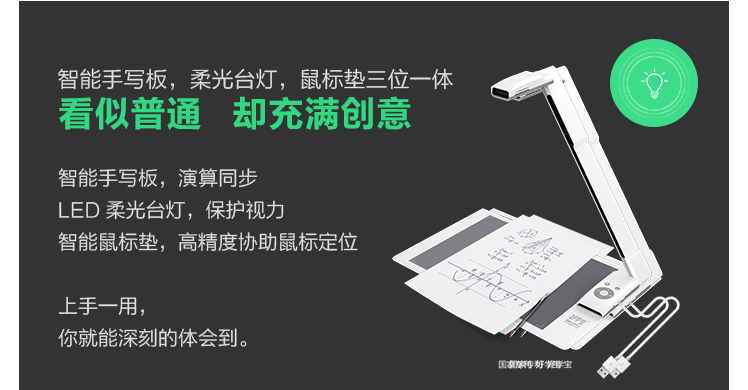 智能手写板，柔光台灯，鼠标垫三位一体
看似普通 却充满创意
智能手写板，演算同步
LED 柔光台灯，保护视力
智能鼠标垫，高精度协助鼠标定位
上手一用，
你就能深刻的体会到。